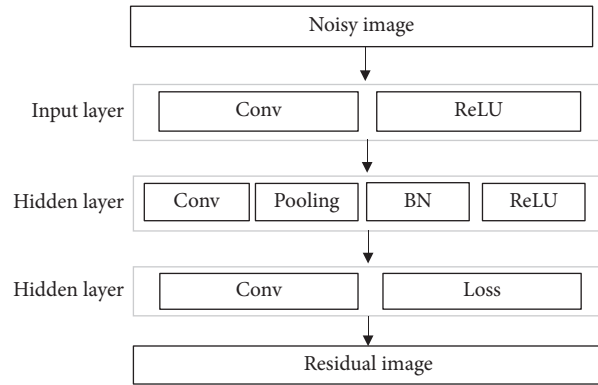 Noisy image
Input layer
Conv
ReLU
Hidden layer
Conv
Pooling
BN
ReLU
Hidden layer
Conv
Loss
Residual image